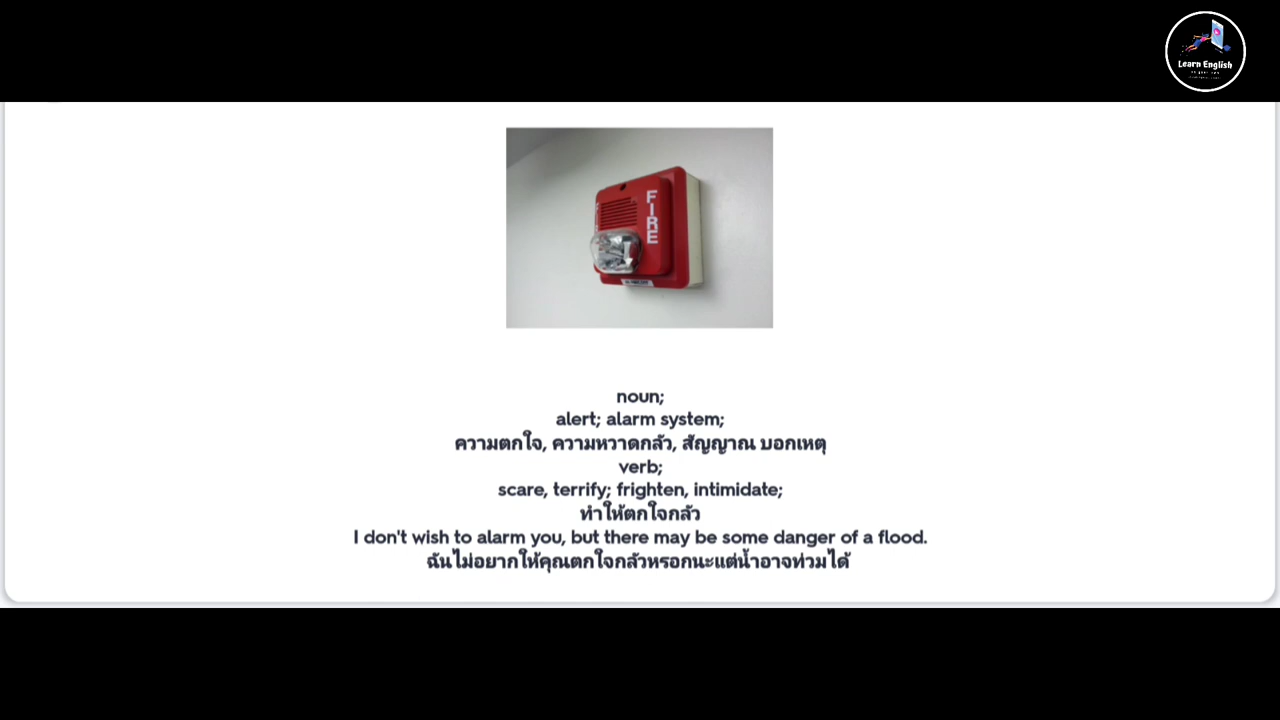 Learn English
FIRE
noun;
alert; alarm system;
ความตกใจ, ความหวาดกลัว, สัญญาณ บอกเหตุ
verb;
scare, terrify; frighten, intimidate;
ทำให้ตกใจกลัว
I don't wish to alarm you, but there may be some danger of a flood.
ฉันไม่อยากให้คุณตกใจกลัวหรอกนะแต่น้ำอาจท่วมได้